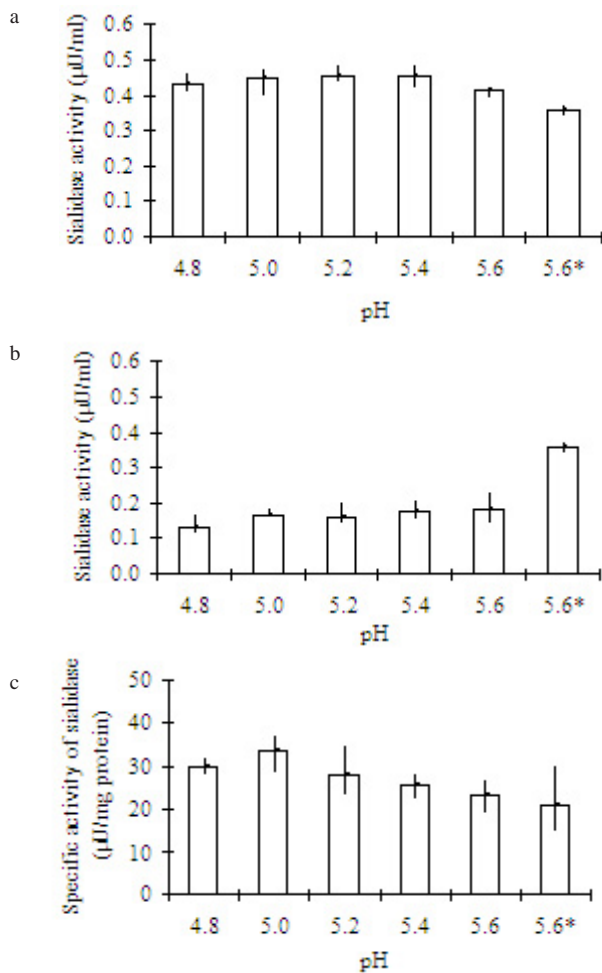 a
Sialidase activity (µU/ml)
0.6
0.5
0.4
0.3
0.2
0.1
0.0
4.8 5.0 5.2 5.4 5.6 5.6*
pH
b
Sialidase activity (µU/ml)
0.6
0.5
0.4
0.3
0.2
0.1
0.0
4.8 5.0 5.2 5.4 5.6 5.6*
pH
c
Specific activity of sialidase
(µU/mg protein)
50
40
30
20
10
0
4.8 5.0 5.2 5.4 5.6 5.6*
pH